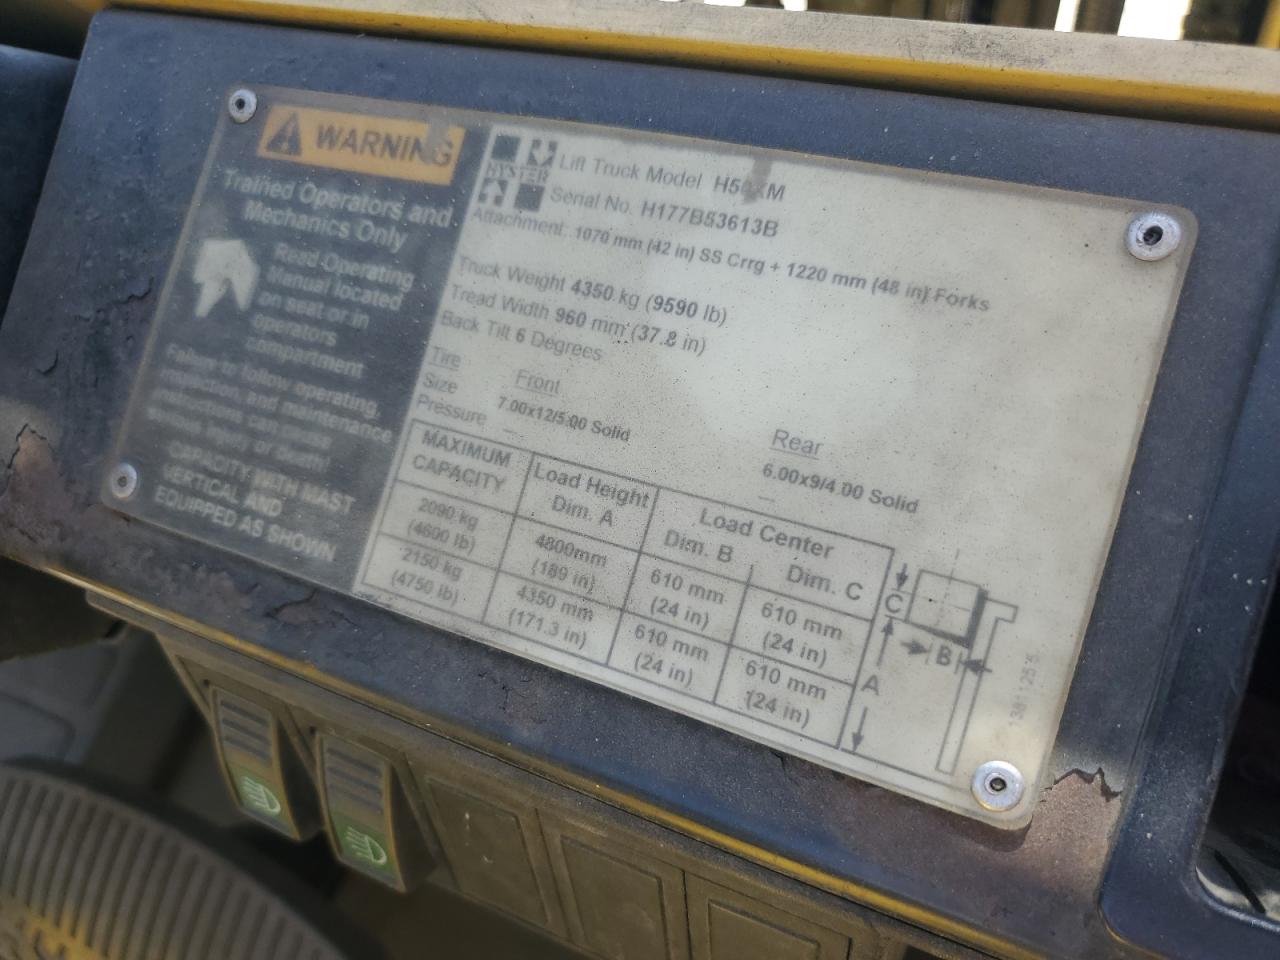 WARNING
Trained Operators and
Mechanics Only
Read Operating
Manual located
on seat or in
operators
compartment
Failure to follow operating,
inspection, and maintenance
instructions can cause
serious injury or death!
CAPACITY WITH MAST
VERTICAL AND
EQUIPPED AS SHOWN
HYSTER
Lift Truck Model H50XM
Serial No. H177B53613B
Attachment: 1070 mm (42 in) SS Crrg + 1220 mm (48 in) Forks
Truck Weight 4350 kg (9590 lb)
Tread Width 960 mm (37.8 in)
Back Tilt 6 Degrees
Tire Front Rear
Size 7.00x12/5.00 Solid 6.00x9/4.00 Solid
Pressure — —
MAXIMUM CAPACITY Load Height Dim. A Load Center Dim. B Dim. C
2090 kg (4600 lb) 4800mm (189 in) 610 mm (24 in) 610 mm (24 in)
2150 kg (4750 lb) 4350 mm (171.3 in) 610 mm (24 in) 610 mm (24 in)
C
B
A